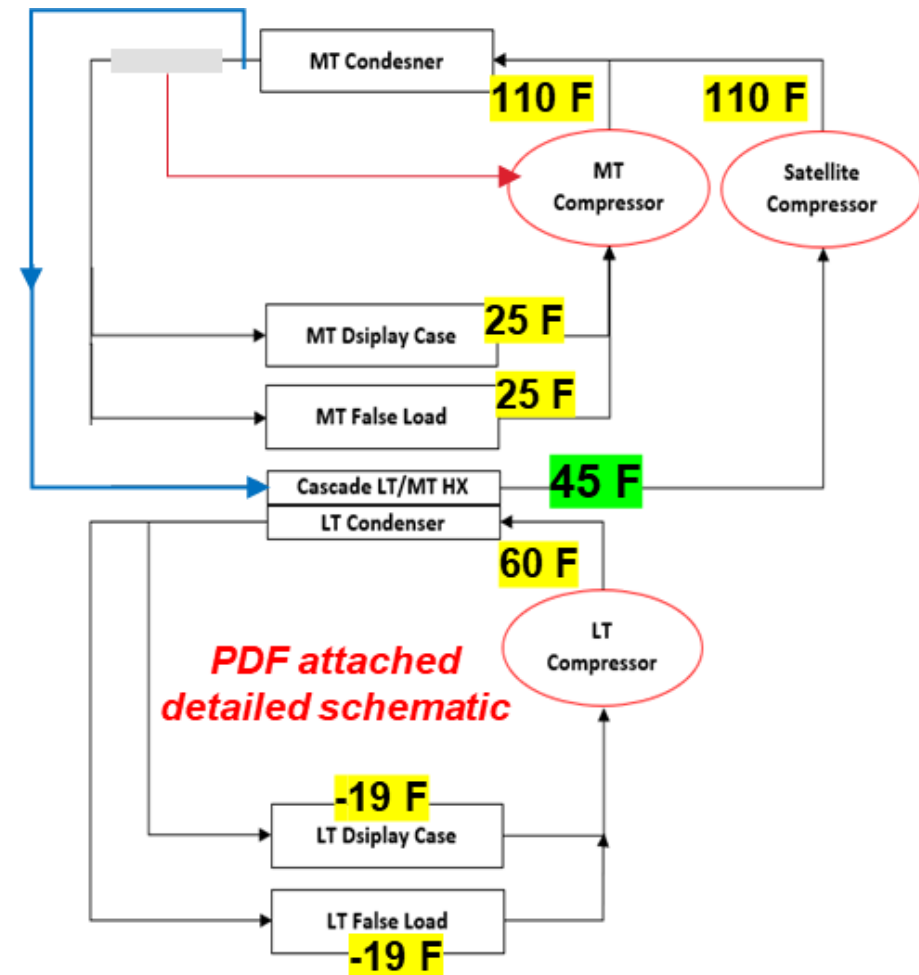 MT Condesner
110 F
110 F
MT
Compressor
Satellite
Compressor
MT Dsiplay Case
25 F
MT False Load
25 F
Cascade LT/MT HX
45 F
LT Condenser
60 F
LT
Compressor
PDF attached
detailed schematic
-19 F
LT Dsiplay Case
LT False Load
-19 F